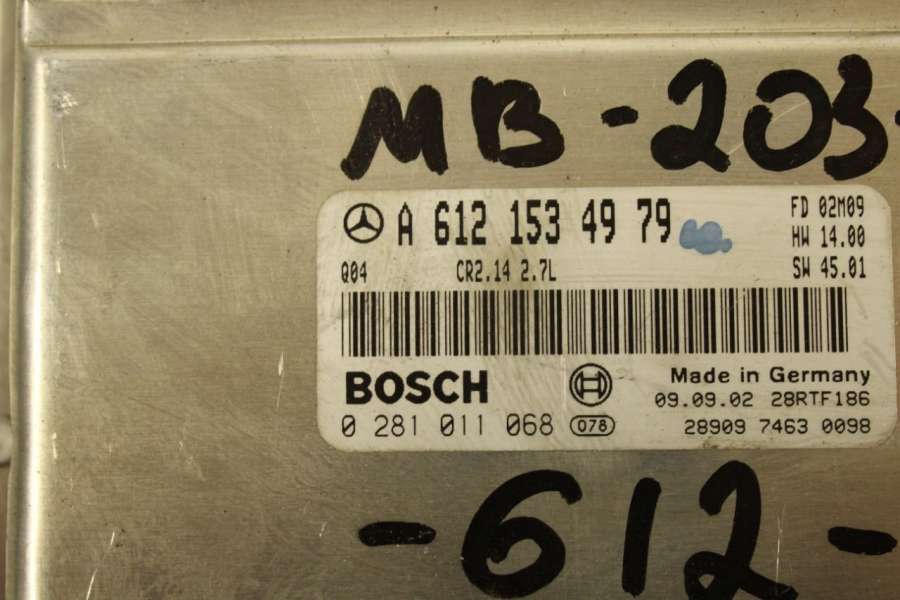 MB-203-
A 612 153 49 79
FD 02M09
HW 14.00
Q04 CR2.14 2.7L
SW 45.01
BOSCH
Made in Germany
09.09.02 28RTF186
0 281 011 068 078
28909 7463 0098
-612-